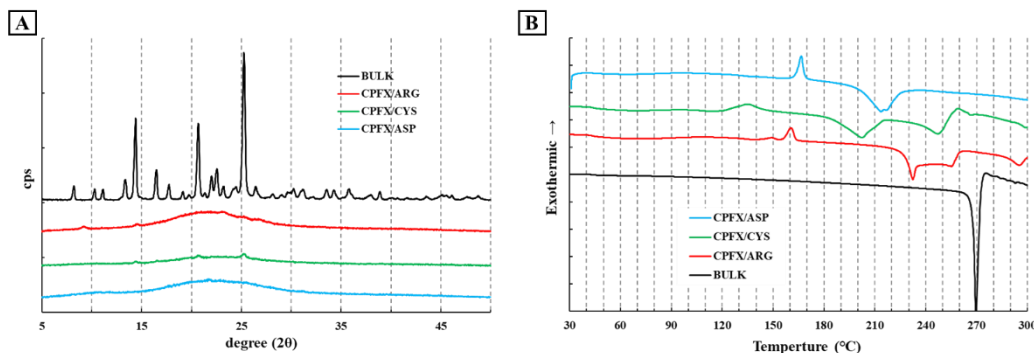 A
cps
BULK
CPFX/ARG
CPFX/CYS
CPFX/ASP
5 15 25 35 45
degree (2θ)
B
Exothermic →
CPFX/ASP
CPFX/CYS
CPFX/ARG
BULK
30 60 90 120 150 180 210 240 270 300
Temperture (°C)